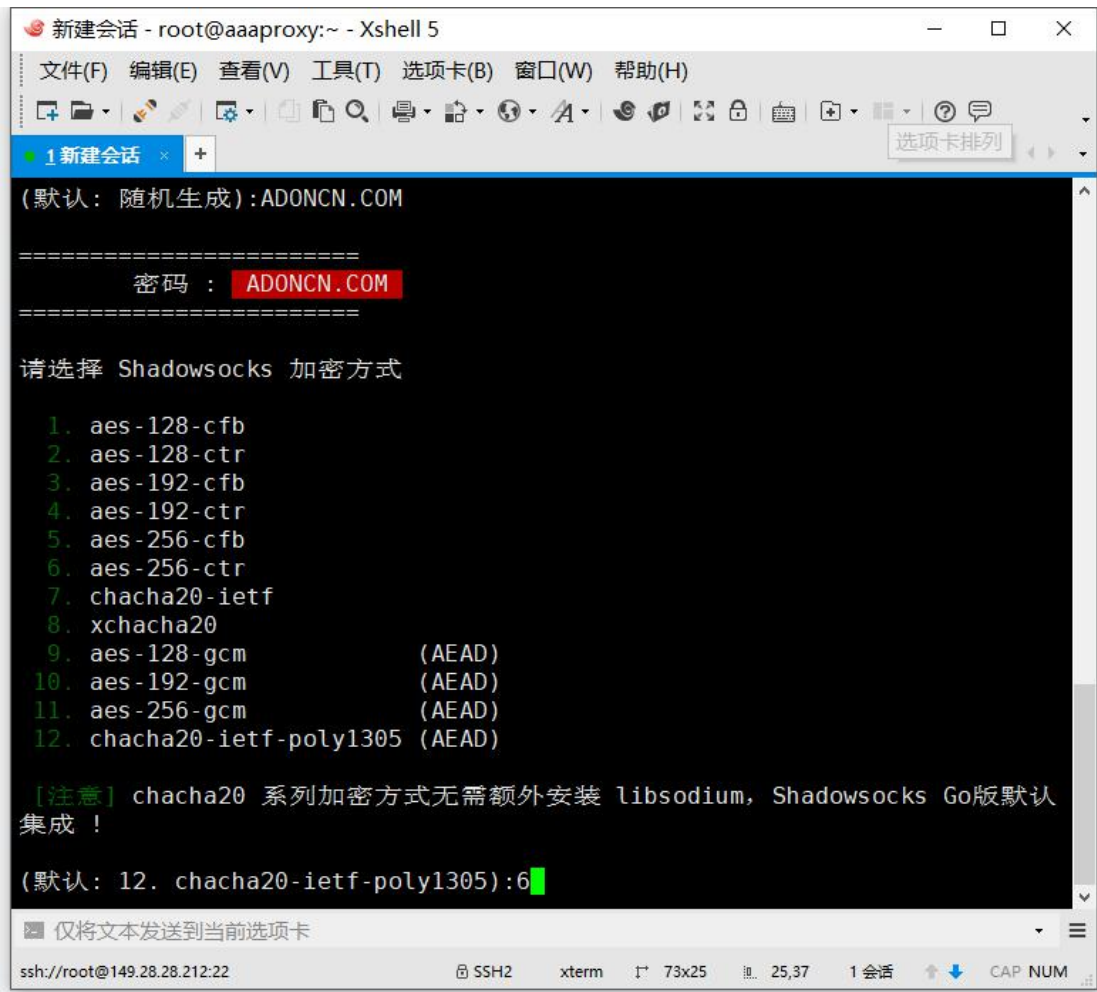 新建会话 - root@aaaproxy:~ - Xshell 5
文件(F) 编辑(E) 查看(V) 工具(T) 选项卡(B) 窗口(W) 帮助(H)
选项卡排列
1 新建会话 × +
(默认: 随机生成):ADONCN.COM
========================
密码 : ADONCN.COM
========================
请选择 Shadowsocks 加密方式
1. aes-128-cfb
2. aes-128-ctr
3. aes-192-cfb
4. aes-192-ctr
5. aes-256-cfb
6. aes-256-ctr
7. chacha20-ietf
8. xchacha20
9. aes-128-gcm (AEAD)
10. aes-192-gcm (AEAD)
11. aes-256-gcm (AEAD)
12. chacha20-ietf-poly1305 (AEAD)
[注意] chacha20 系列加密方式无需额外安装 libsodium，Shadowsocks Go版默认
集成 !
(默认: 12. chacha20-ietf-poly1305):6
仅将文本发送到当前选项卡
ssh://root@149.28.28.212:22 SSH2 xterm 73x25 25,37 1 会话 CAP NUM